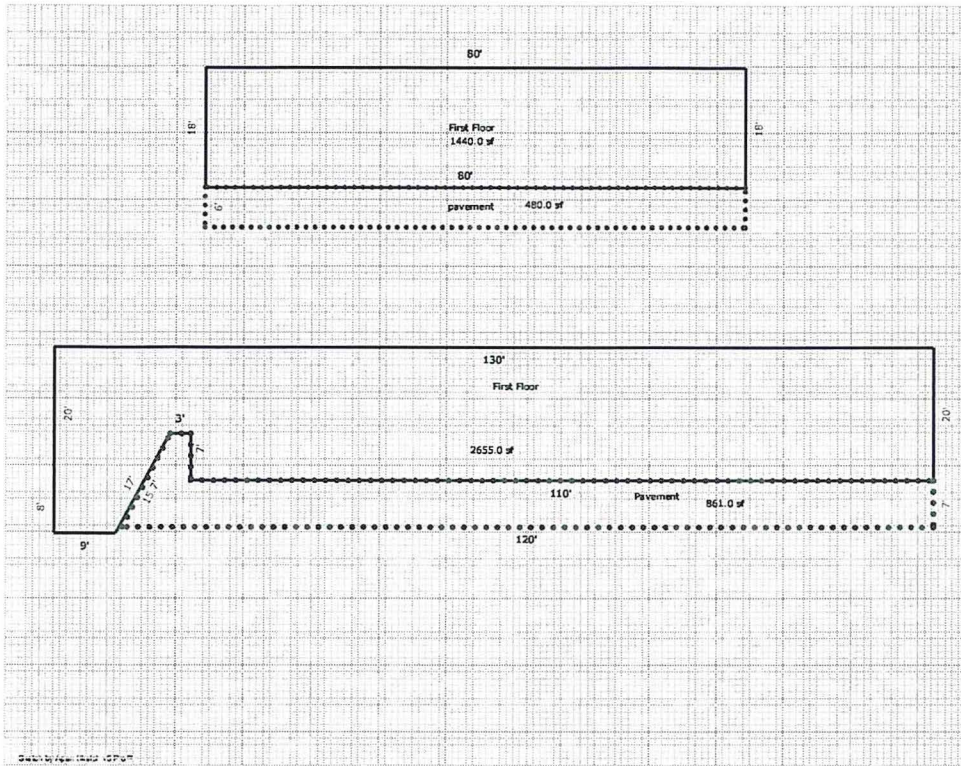 80'
18'
First Floor
18'
1440.0 sf
80'
6'
pavement 480.0 sf
130'
First Floor
20'
20'
3'
7'
2655.0 sf
17'
15.7'
110'
Pavement
861.0 sf
8'
7'
120'
9'